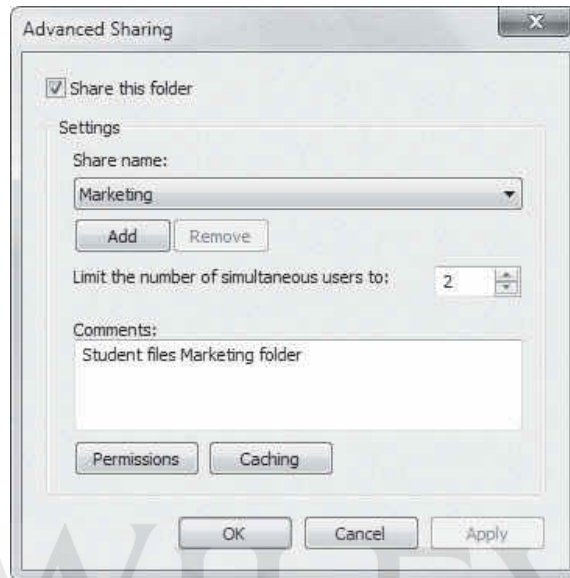 Advanced Sharing
Share this folder
Settings
Share name:
Marketing
Add Remove
Limit the number of simultaneous users to: 2
Comments:
Student files Marketing folder
Permissions Caching
OK Cancel Apply
WILEY